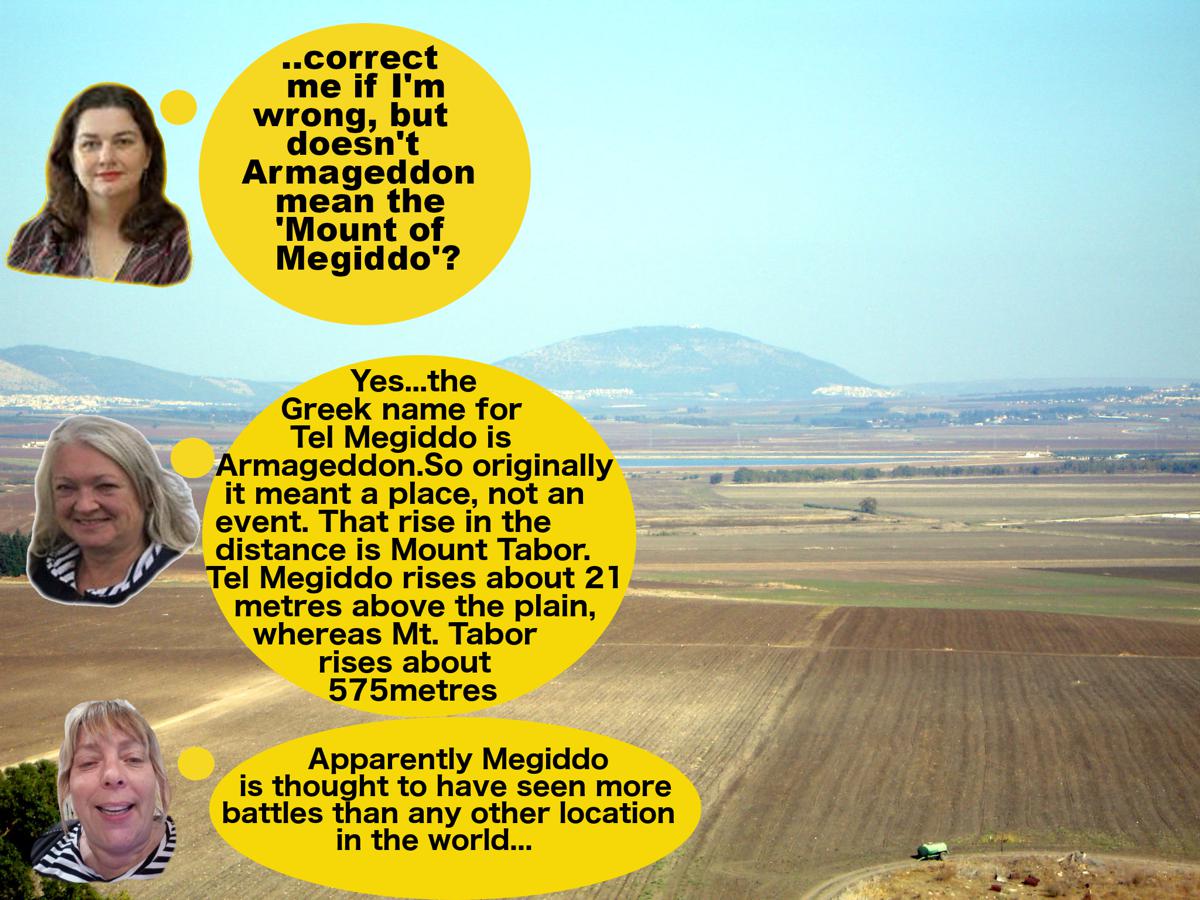 ..correct
me if I'm
wrong, but
doesn't
Armageddon
mean the
'Mount of
Megiddo'?
Yes...the
Greek name for
Tel Megiddo is
Armageddon.So originally
it meant a place, not an
event. That rise in the
distance is Mount Tabor.
Tel Megiddo rises about 21
metres above the plain,
whereas Mt. Tabor
rises about
575metres
Apparently Megiddo
is thought to have seen more
battles than any other location
in the world...